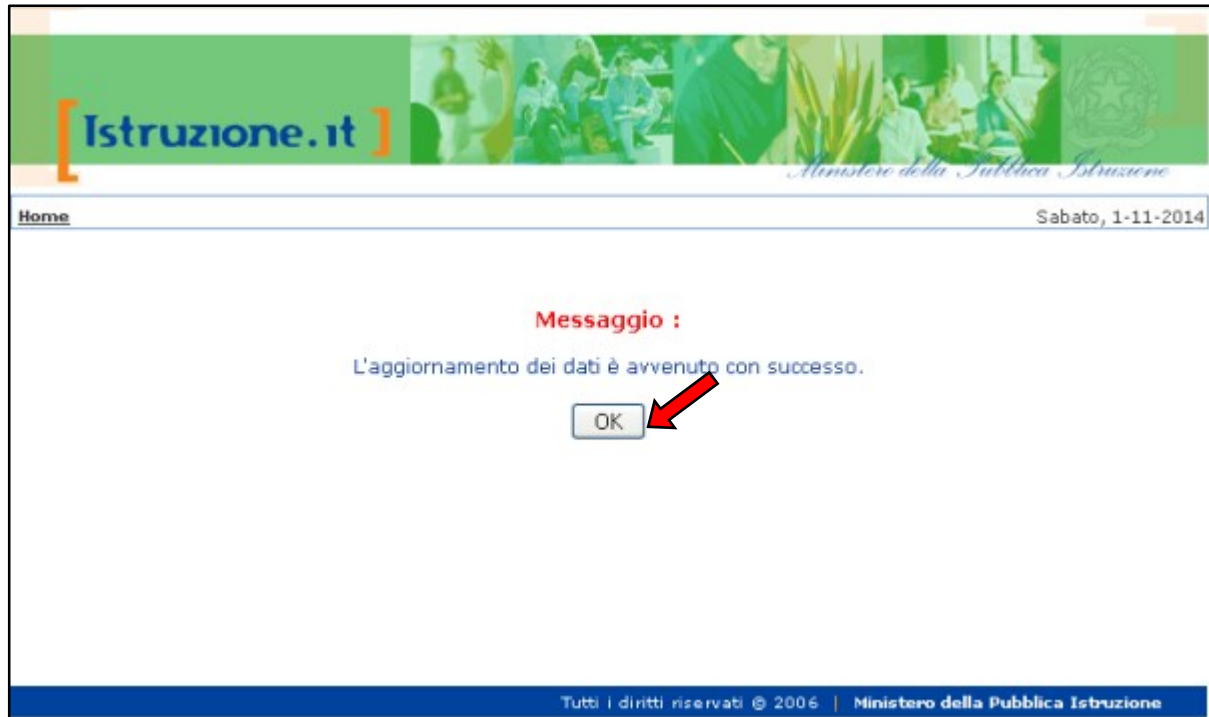 [Istruzione.it]
Ministero della Pubblica Istruzione
Home
Sabato, 1-11-2014
Messaggio :
L'aggiornamento dei dati è avvenuto con successo.
OK
Tutti i diritti riservati © 2006 | Ministero della Pubblica Istruzione